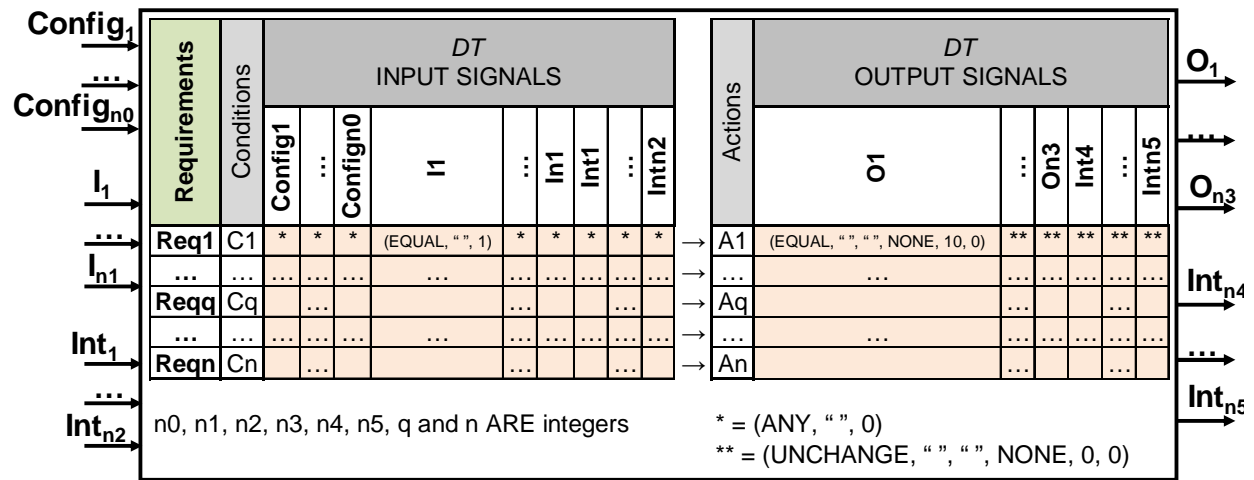 Config1
...
Confign0
I1
...
In1
Int1
...
Intn2
Requirements Conditions DT INPUT SIGNALS Actions DT OUTPUT SIGNALS
Config1 ... Confign0 I1 ... In1 Int1 ... Intn2 O1 ... On3 Int4 ... Intn5
Req1 C1 * * * (EQUAL, “ ”, 1) * * * * * → A1 (EQUAL, “ ”, “ ”, NONE, 10, 0) ** ** ** ** **
... ... ... ... ... ... ... ... ... ... ... → ... ... ... ... ... ... ...
Reqq Cq ... ... ... → Aq ... ...
... ... ... ... ... ... ... ... ... ... ... → ... ... ... ... ... ... ...
Reqn Cn ... ... ... → An ... ...
n0, n1, n2, n3, n4, n5, q and n ARE integers
* = (ANY, “ ”, 0)
** = (UNCHANGE, “ ”, “ ”, NONE, 0, 0)
O1
...
On3
Intn4
...
Intn5